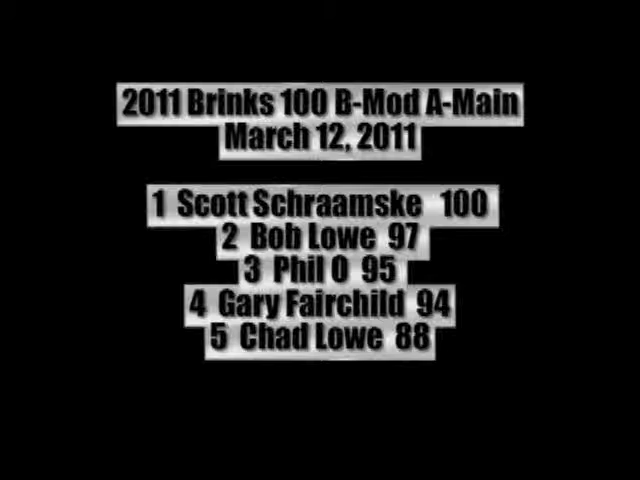 2011 Brinks 100 B-Mod A-Main
March 12, 2011
1 Scott Schraamske 100
2 Bob Lowe 97
3 Phil O 95
4 Gary Fairchild 94
5 Chad Lowe 88